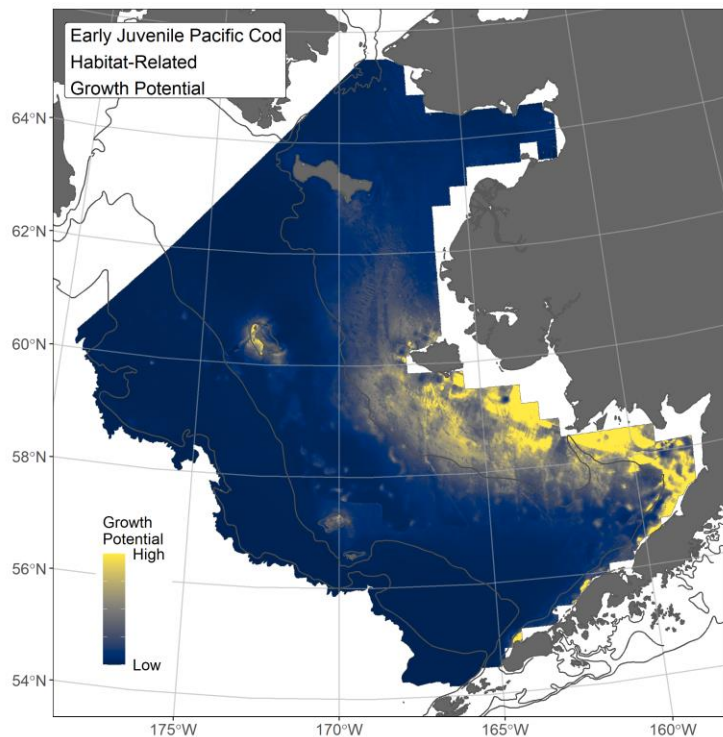 Early Juvenile Pacific Cod
Habitat-Related
Growth Potential
64°N
62°N
60°N
58°N
56°N
54°N
Growth
Potential
High
Low
175°W
170°W
165°W
160°W